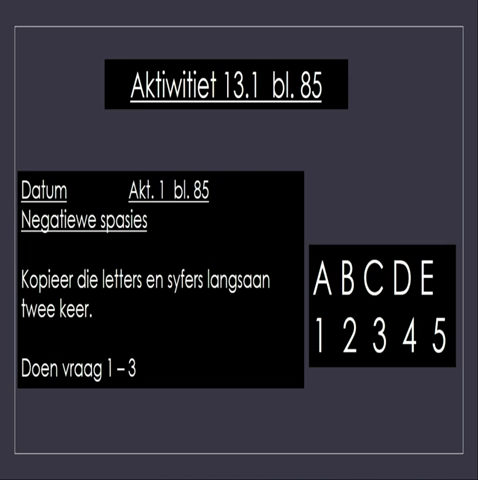 Aktiwitiet 13.1 bl. 85
Datum Akt. 1 bl. 85
Negatiewe spasies
Kopieer die letters en syfers langsaan
twee keer.
Doen vraag 1 – 3
A B C D E
1 2 3 4 5